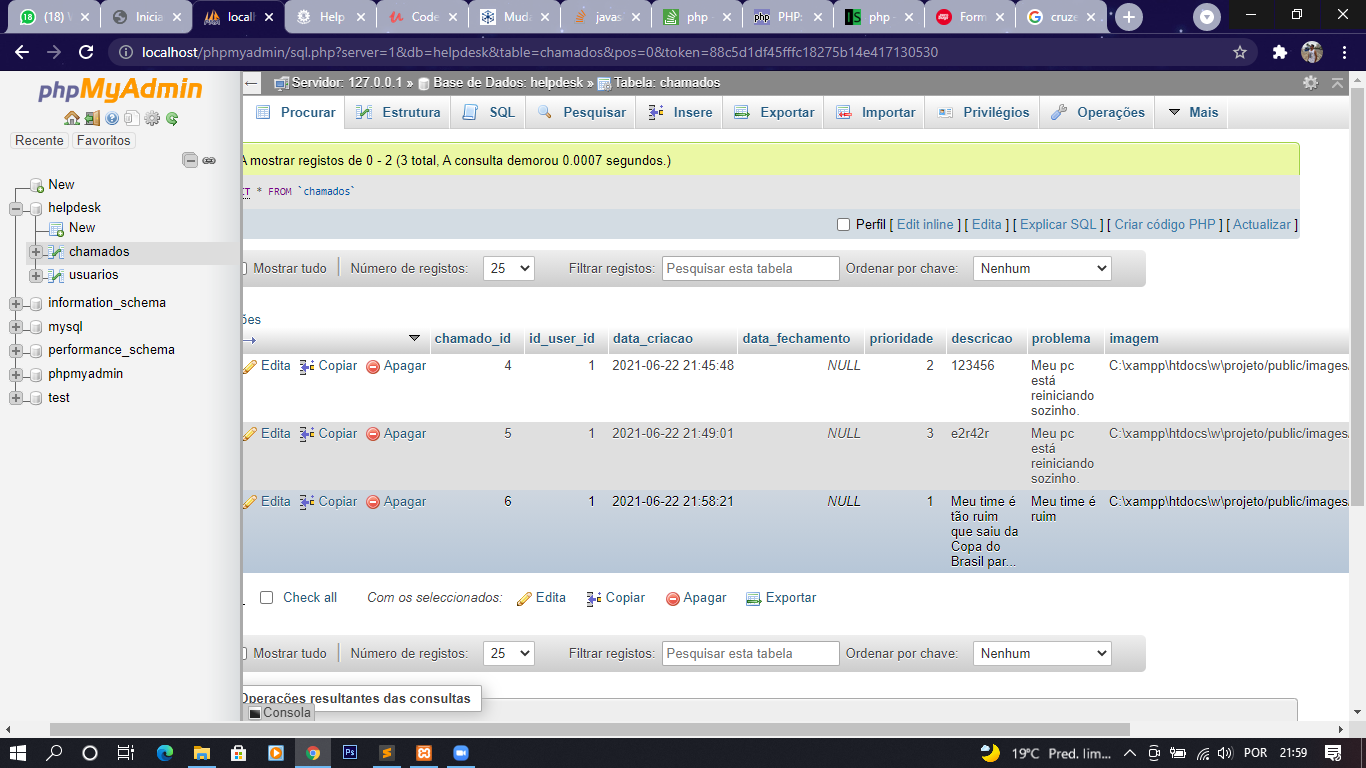 (18) W
Inicia
locall
Help
Code
Muda
javas
php
PHP:
php
Form
cruze
localhost/phpmyadmin/sql.php?server=1&db=helpdesk&table=chamados&pos=0&token=88c5d1df45fffc18275b14e417130530
phpMyAdmin
Recente Favoritos
New
helpdesk
New
chamados
usuarios
information_schema
mysql
performance_schema
phpmyadmin
test
Servidor: 127.0.0.1 » Base de Dados: helpdesk » Tabela: chamados
Procurar Estrutura SQL Pesquisar Insere Exportar Importar Privilégios Operações Mais
A mostrar registos de 0 - 2 (3 total, A consulta demorou 0.0007 segundos.)
CT * FROM `chamados`
Perfil [ Edit inline ] [ Edita ] [ Explicar SQL ] [ Criar código PHP ] [ Actualizar ]
Mostrar tudo Número de registos: 25 Filtrar registos: Pesquisar esta tabela Ordenar por chave: Nenhum
ões
chamado_id id_user_id data_criacao data_fechamento prioridade descricao problema imagem
Edita Copiar Apagar 4 1 2021-06-22 21:45:48 NULL 2 123456 Meu pc C:\xampp\htdocs\w\projeto/public/images/
está
reiniciando
sozinho.
Edita Copiar Apagar 5 1 2021-06-22 21:49:01 NULL 3 e2r42r Meu pc C:\xampp\htdocs\w\projeto/public/images/
está
reiniciando
sozinho.
Edita Copiar Apagar 6 1 2021-06-22 21:58:21 NULL 1 Meu time é Meu time é C:\xampp\htdocs\w\projeto/public/images/
tão ruim ruim
que saiu da
Copa do
Brasil par...
Check all Com os seleccionados: Edita Copiar Apagar Exportar
Mostrar tudo Número de registos: 25 Filtrar registos: Pesquisar esta tabela Ordenar por chave: Nenhum
Operações resultantes das consultas
Consola
19°C Pred. lim... POR 21:59